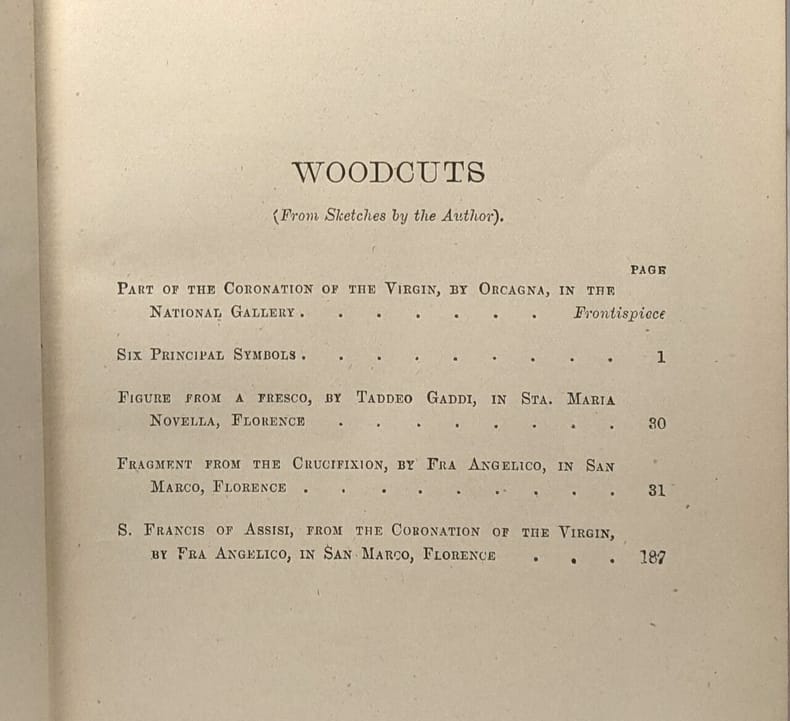 WOODCUTS
(From Sketches by the Author).
PAGE
PART OF THE CORONATION OF THE VIRGIN, BY ORCAGNA, IN THE
NATIONAL GALLERY . . . . . . . Frontispiece
SIX PRINCIPAL SYMBOLS . . . . . . . . . 1
FIGURE FROM A FRESCO, BY TADDEO GADDI, IN STA. MARIA
NOVELLA, FLORENCE . . . . . . . . 30
FRAGMENT FROM THE CRUCIFIXION, BY FRA ANGELICO, IN SAN
MARCO, FLORENCE . . . . . . . . . 31
S. FRANCIS OF ASSISI, FROM THE CORONATION OF THE VIRGIN,
BY FRA ANGELICO, IN SAN MARCO, FLORENCE . . . 187